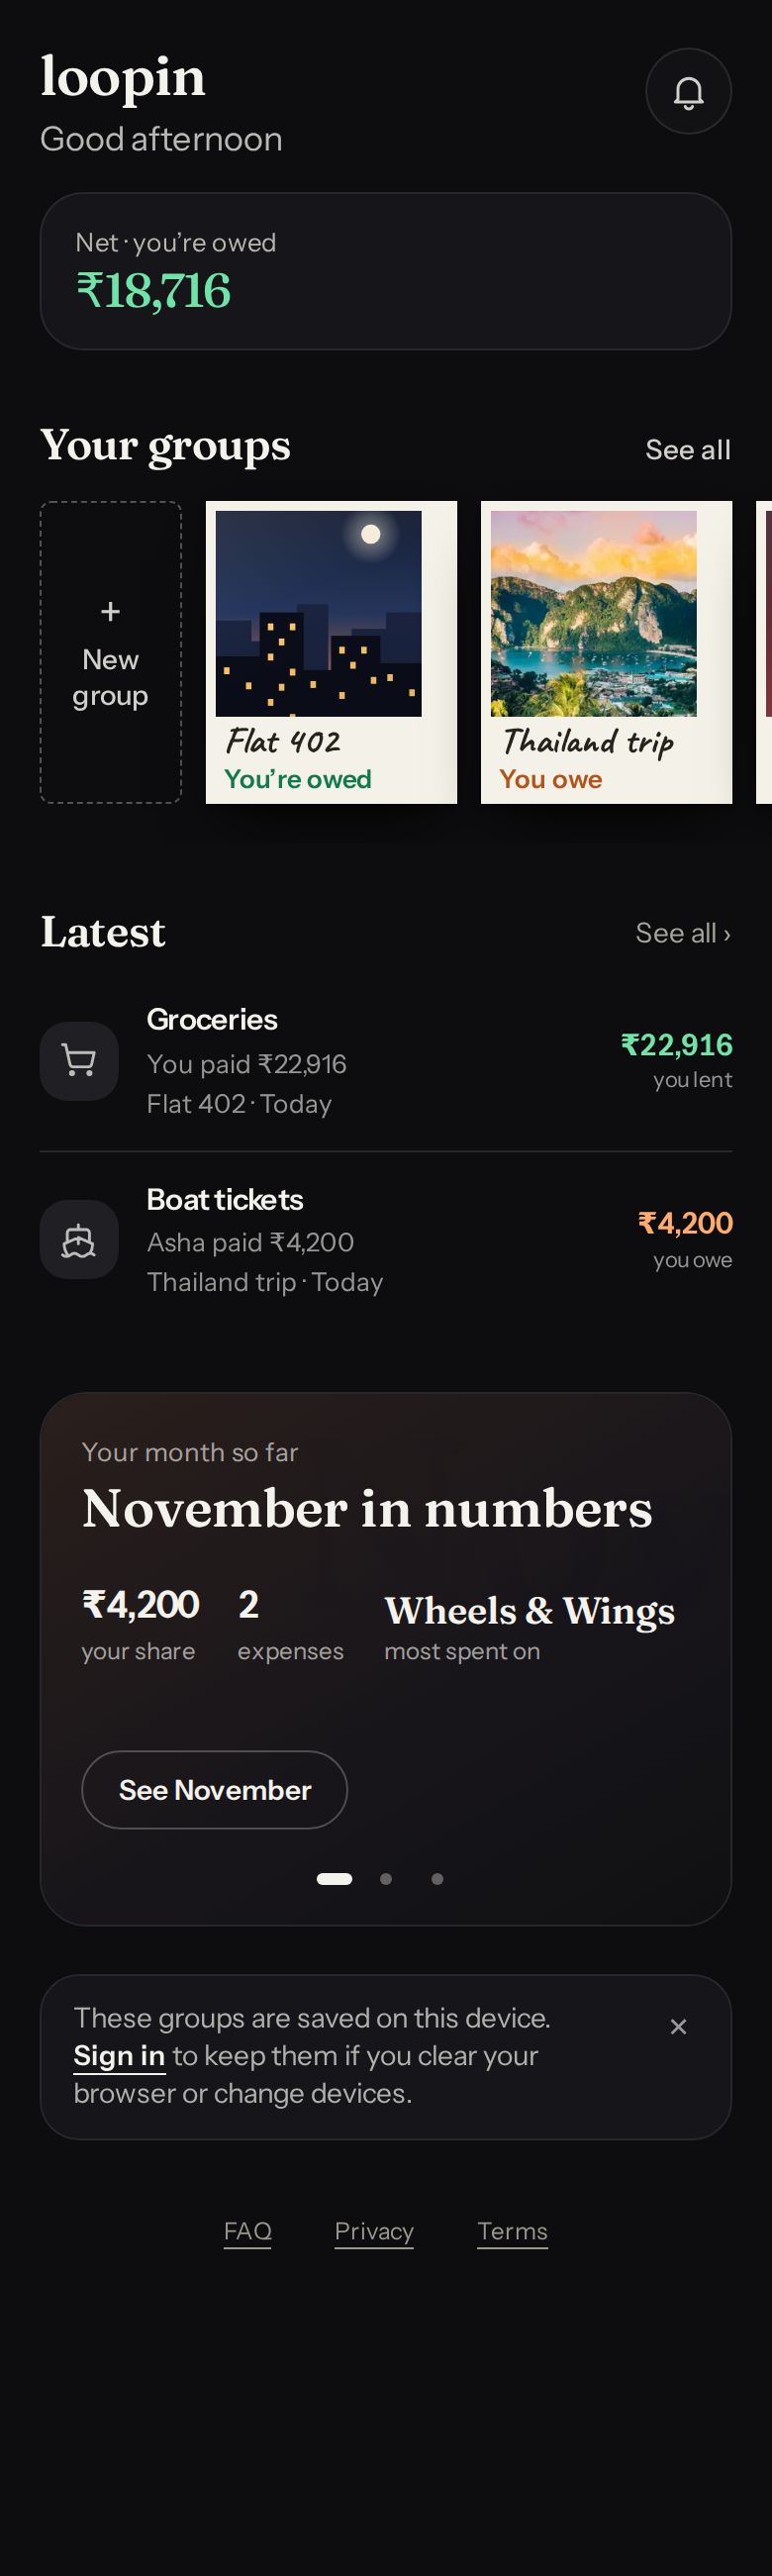 loopin
Good afternoon
Net · you’re owed
₹18,716
Your groups
See all
+
New
group
Flat 402
You’re owed
Thailand trip
You owe
Latest
See all ›
Groceries
You paid ₹22,916
Flat 402 · Today
₹22,916
you lent
Boat tickets
Asha paid ₹4,200
Thailand trip · Today
₹4,200
you owe
Your month so far
November in numbers
₹4,200
your share
2
expenses
Wheels & Wings
most spent on
See November
These groups are saved on this device.
Sign in to keep them if you clear your
browser or change devices.
×
FAQ
Privacy
Terms